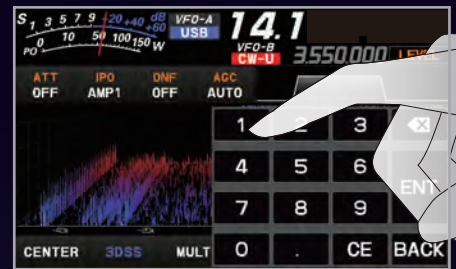 S 1 3 5 7 9 +20 +40 dB VFO-A 14.1
PO 0 10 50 100 150 W USB
VFO-B
CW-U 3.550.000 LEVEL
ATT IPO DNF AGC
OFF AMP1 OFF AUTO
1 2 3
4 5 6 ENT
7 8 9
CENTER 3DSS MULT 0 . CE BACK